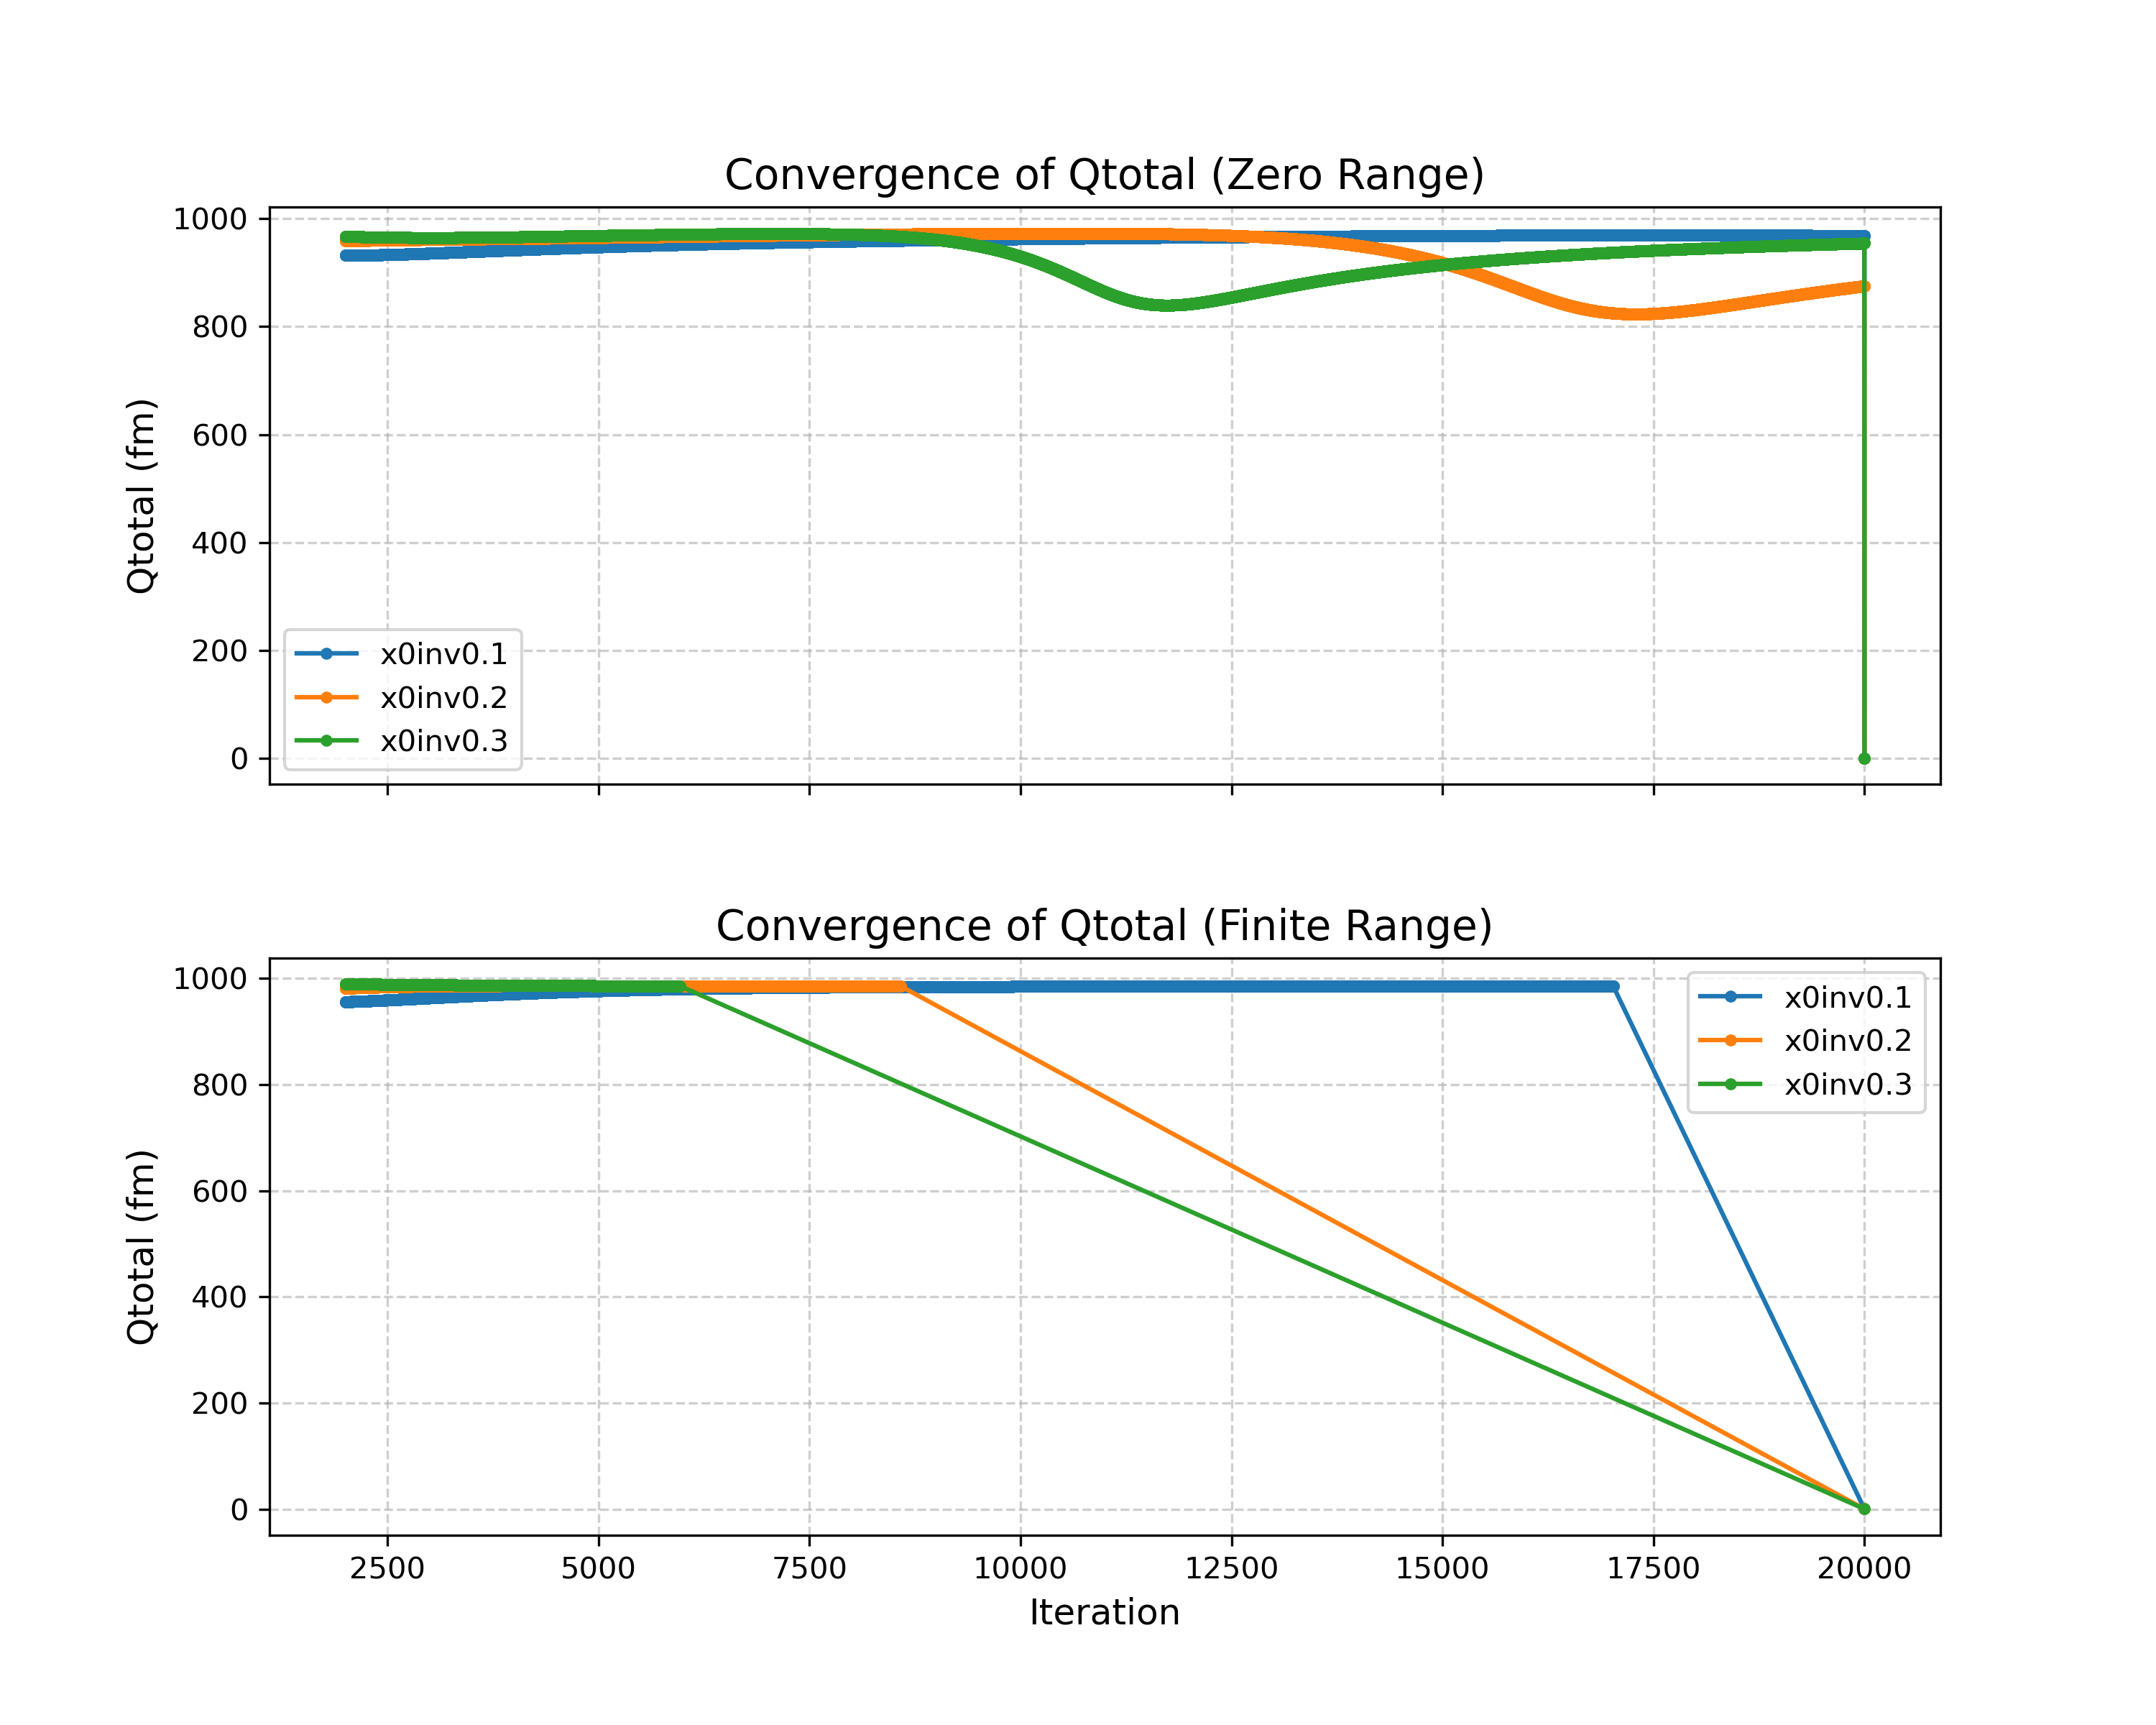 Convergence of Qtotal (Zero Range)
Qtotal (fm)
1000
800
600
400
200
0
x0inv0.1
x0inv0.2
x0inv0.3
Convergence of Qtotal (Finite Range)
Qtotal (fm)
1000
800
600
400
200
0
x0inv0.1
x0inv0.2
x0inv0.3
2500 5000 7500 10000 12500 15000 17500 20000
Iteration